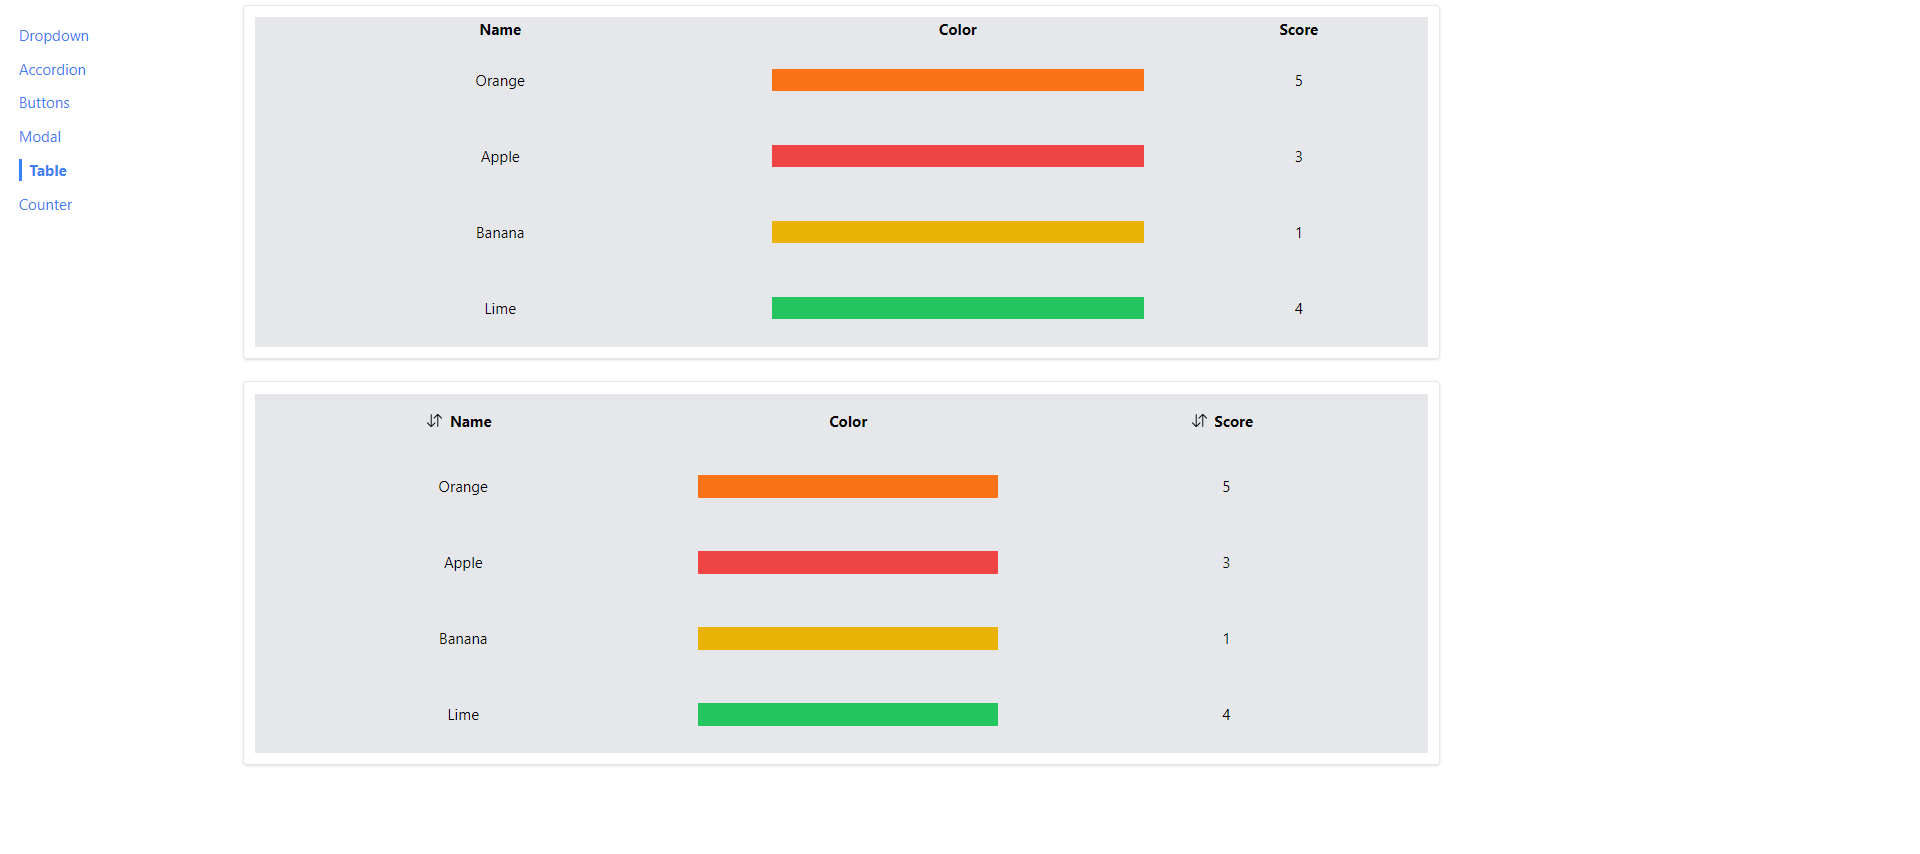 Dropdown
Accordion
Buttons
Modal
Table
Counter
Name Color Score
Orange 5
Apple 3
Banana 1
Lime 4
Name Color Score
Orange 5
Apple 3
Banana 1
Lime 4